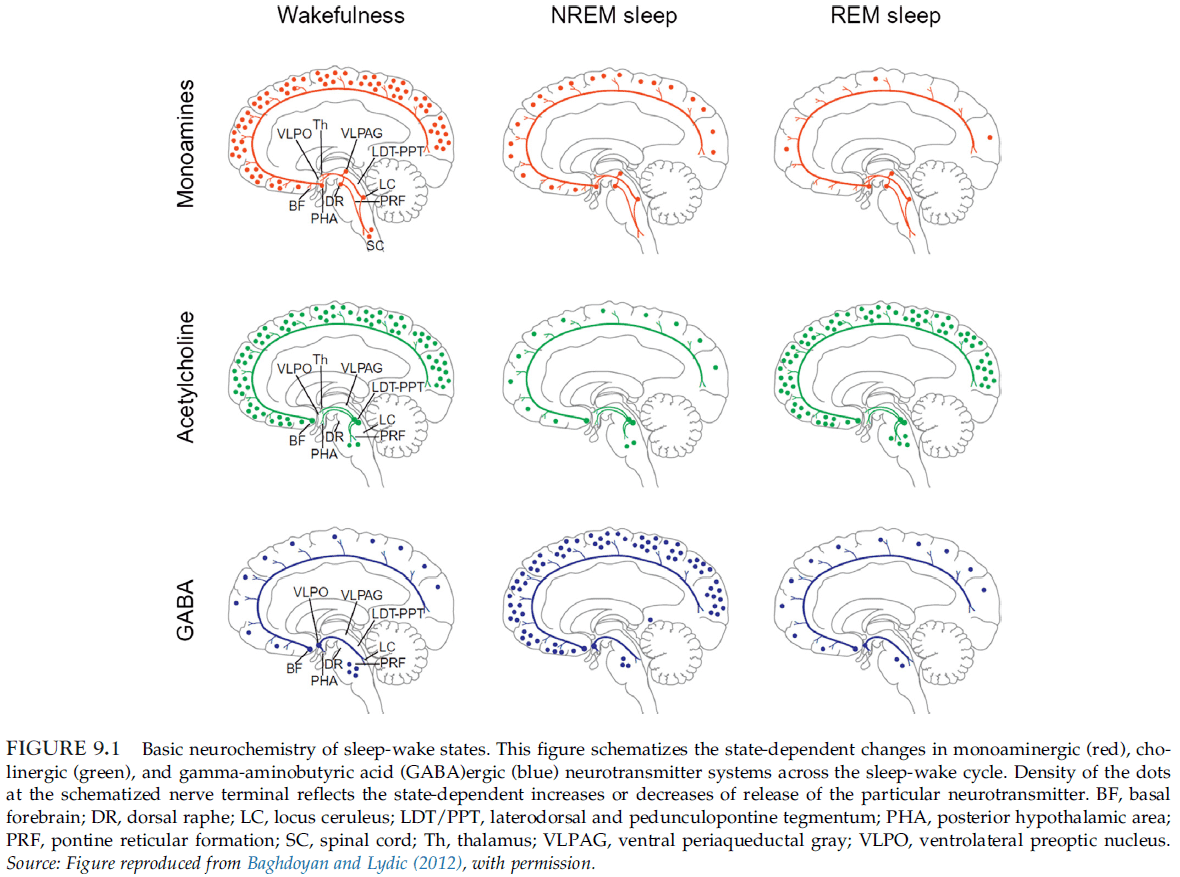 Wakefulness
NREM sleep
REM sleep
Monoamines
VLPO
Th
VLPAG
LDT-PPT
LC
BF
DR
PRF
PHA
SC
Acetylcholine
VLPO
Th
VLPAG
LDT-PPT
LC
BF
DR
PRF
PHA
GABA
VLPO
VLPAG
LDT-PPT
LC
BF
DR
PRF
PHA
FIGURE 9.1 Basic neurochemistry of sleep-wake states. This figure schematizes the state-dependent changes in monoaminergic (red), cho-
linergic (green), and gamma-aminobutyric acid (GABA)ergic (blue) neurotransmitter systems across the sleep-wake cycle. Density of the dots
at the schematized nerve terminal reflects the state-dependent increases or decreases of release of the particular neurotransmitter. BF, basal
forebrain; DR, dorsal raphe; LC, locus ceruleus; LDT/PPT, laterodorsal and pedunculopontine tegmentum; PHA, posterior hypothalamic area;
PRF, pontine reticular formation; SC, spinal cord; Th, thalamus; VLPAG, ventral periaqueductal gray; VLPO, ventrolateral preoptic nucleus.
Source: Figure reproduced from Baghdoyan and Lydic (2012), with permission.